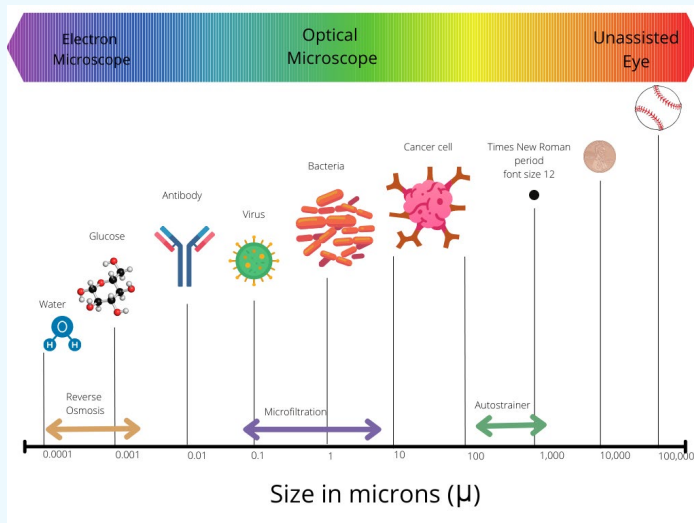 Electron
Microscope
Optical
Microscope
Unassisted
Eye
Cancer cell
Times New Roman
period
font size 12
Bacteria
Antibody
Virus
Glucose
Water
O
H
H
Reverse
Osmosis
Microfiltration
Autostrainer
0.0001
0.001
0.01
0.1
1
10
100
1,000
10,000
100,000
Size in microns (μ)